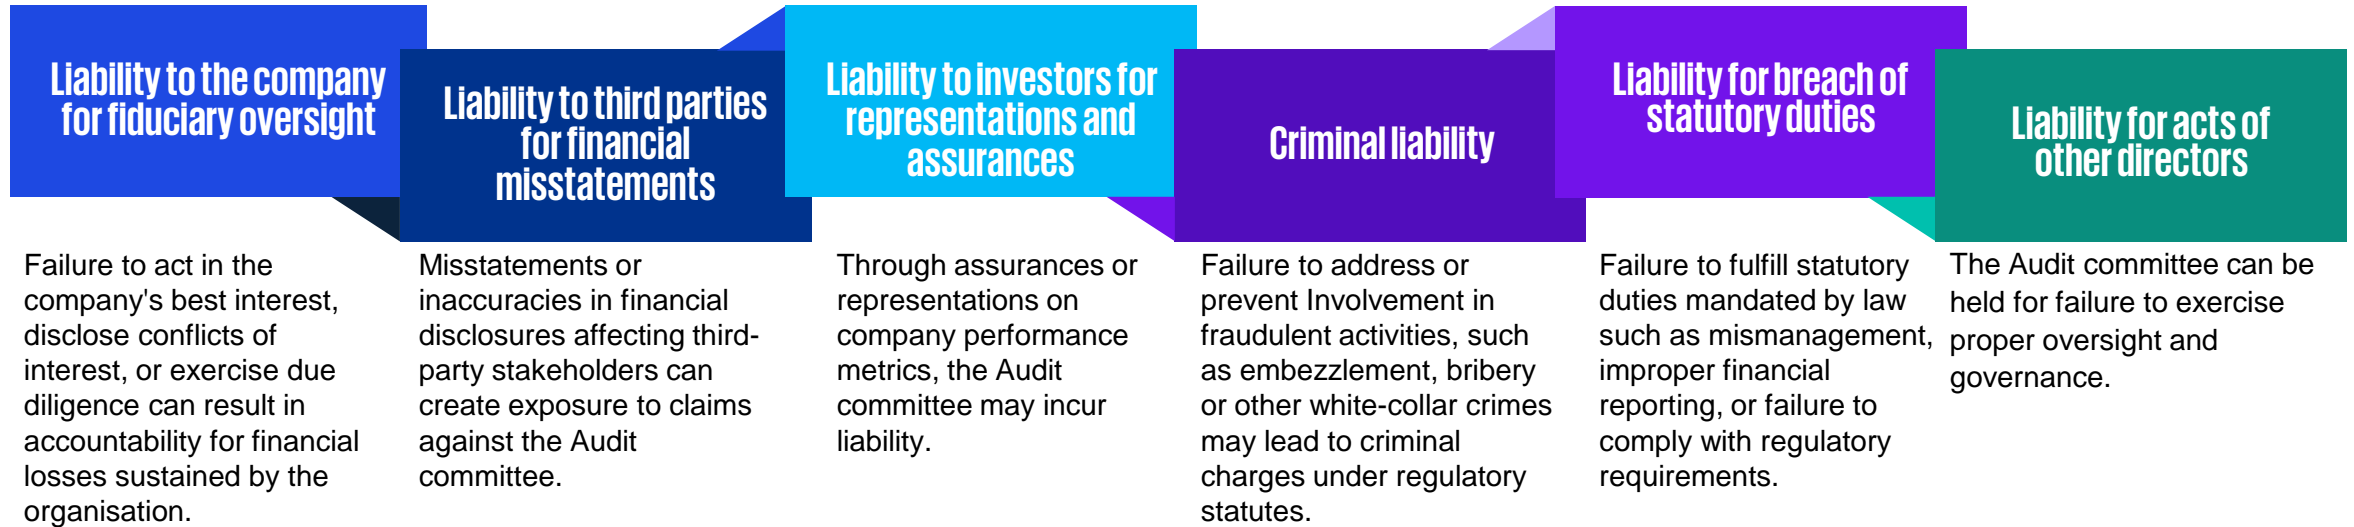 Liability to the company
for fiduciary oversight
Failure to act in the
company's best interest,
disclose conflicts of
interest, or exercise due
diligence can result in
accountability for financial
losses sustained by the
organisation.
Liability to third parties
for financial
misstatements
Misstatements or
inaccuracies in financial
disclosures affecting third-
party stakeholders can
create exposure to claims
against the Audit
committee.
Liability to investors for
representations and
assurances
Through assurances or
representations on
company performance
metrics, the Audit
committee may incur
liability.
Criminal liability
Failure to address or
prevent Involvement in
fraudulent activities, such
as embezzlement, bribery
or other white-collar crimes
may lead to criminal
charges under regulatory
statutes.
Liability for breach of
statutory duties
Failure to fulfill statutory
duties mandated by law
such as mismanagement,
improper financial
reporting, or failure to
comply with regulatory
requirements.
Liability for acts of
other directors
The Audit committee can be
held for failure to exercise
proper oversight and
governance.